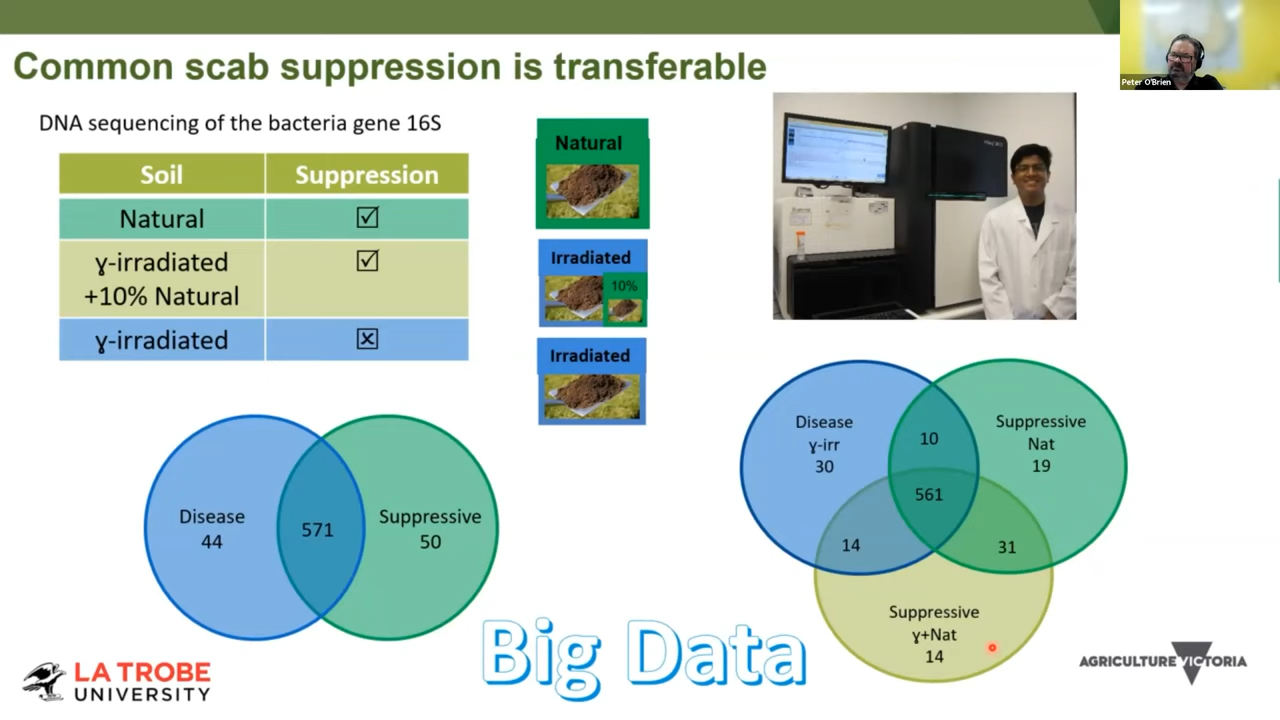 Common scab suppression is transferable
Peter O'Brien
DNA sequencing of the bacteria gene 16S
Soil
Suppression
Natural
☑
ɣ-irradiated
+10% Natural
☑
ɣ-irradiated
☒
Natural
Irradiated
10%
Irradiated
Disease
44
571
Suppressive
50
Disease
ɣ-irr
30
10
Suppressive
Nat
19
561
14
31
Suppressive
ɣ+Nat
14
Big Data
LA TROBE
UNIVERSITY
AGRICULTURE VICTORIA